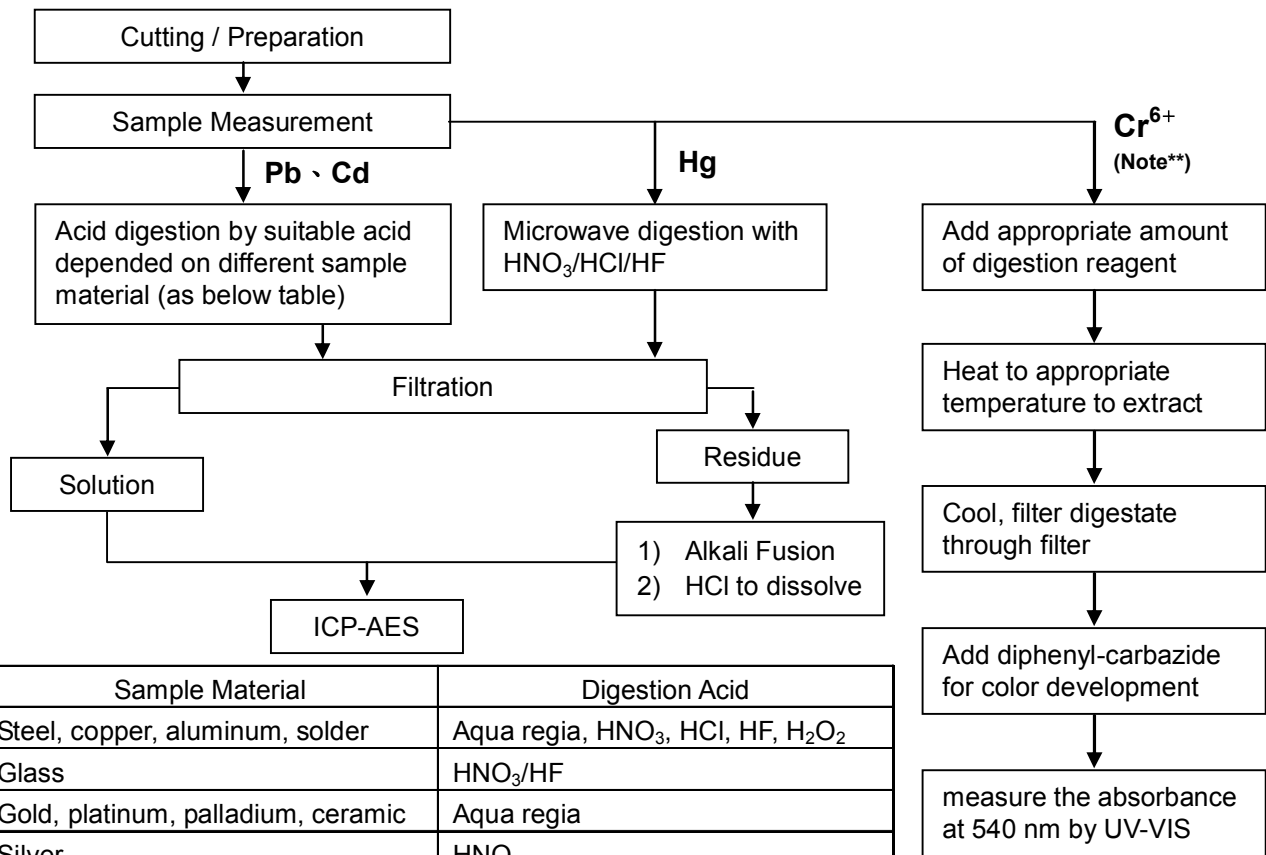 Cutting / Preparation
Sample Measurement
Pb、Cd
Hg
Cr⁶⁺
(Note**)
Acid digestion by suitable acid
depended on different sample
material (as below table)
Microwave digestion with
HNO₃/HCl/HF
Add appropriate amount
of digestion reagent
Filtration
Heat to appropriate
temperature to extract
Solution
Residue
1) Alkali Fusion
2) HCl to dissolve
Cool, filter digestate
through filter
ICP-AES
Add diphenyl-carbazide
for color development
measure the absorbance
at 540 nm by UV-VIS
Sample Material Digestion Acid
Steel, copper, aluminum, solder Aqua regia, HNO₃, HCl, HF, H₂O₂
Glass HNO₃/HF
Gold, platinum, palladium, ceramic Aqua regia
Silver HNO